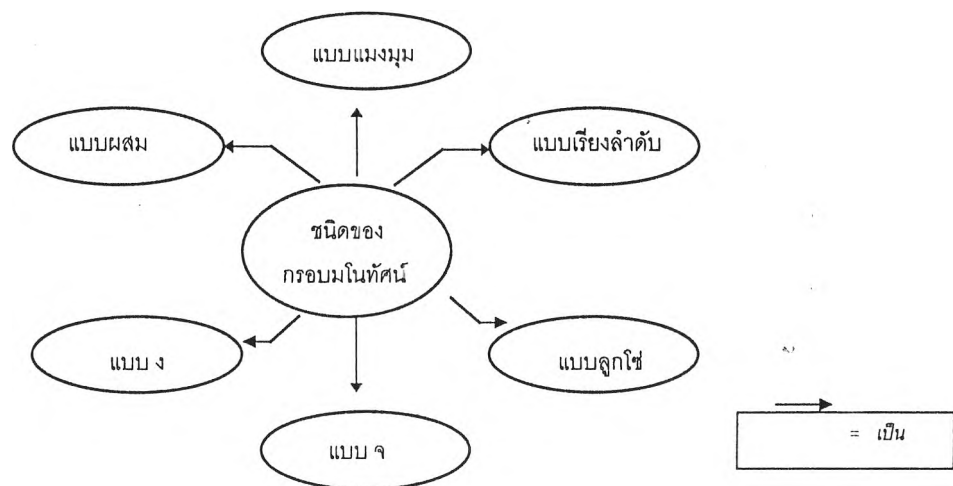 แบบแมงมุม
แบบผสม
แบบเรียงลำดับ
ชนิดของ
กรอบมโนทัศน์
แบบ ง
แบบลูกโซ่
แบบ จ
= เป็น